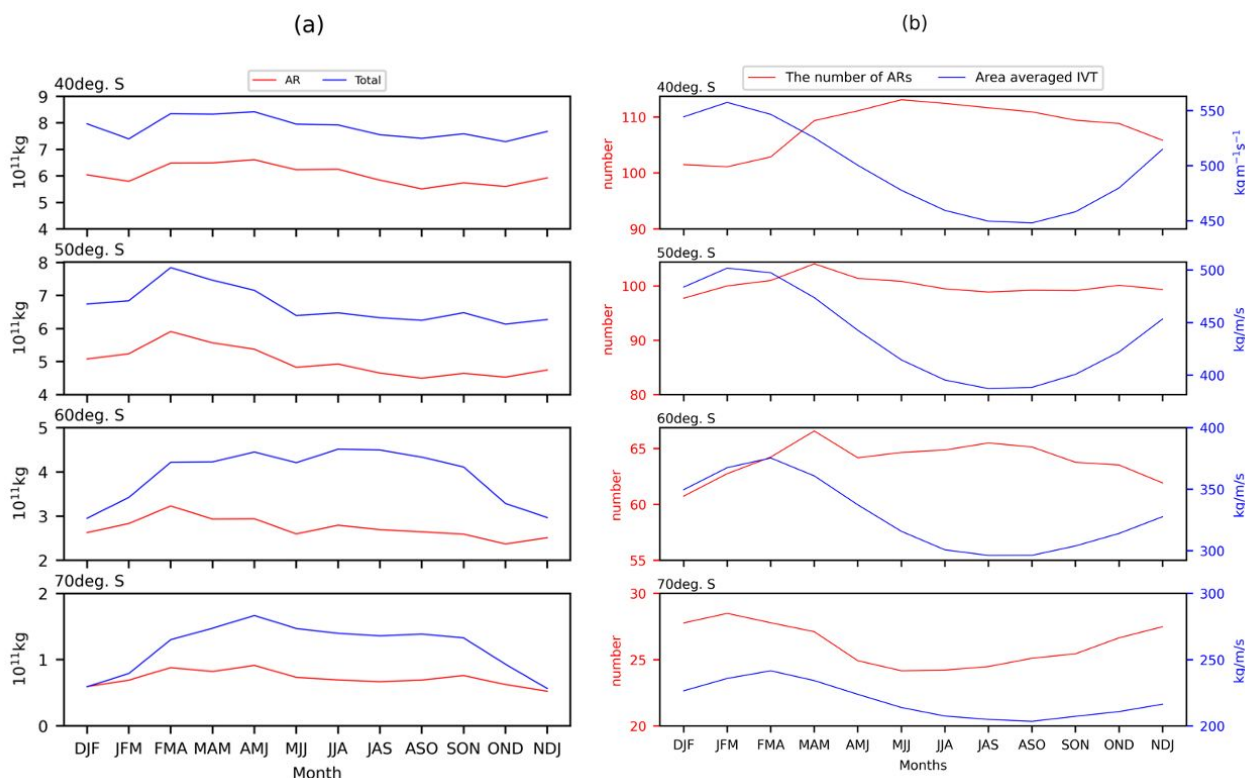 (a)
AR Total
40deg. S
9
8
7
6
5
4
10¹¹kg
50deg. S
8
7
6
5
4
10¹¹kg
60deg. S
5
4
3
2
10¹¹kg
70deg. S
2
1
0
10¹¹kg
DJF JFM FMA MAM AMJ MJJ JJA JAS ASO SON OND NDJ
Month
(b)
The number of ARs Area averaged IVT
40deg. S
110
100
90
number
550
500
450
kg m⁻¹s⁻¹
50deg. S
100
90
80
number
500
450
400
kg/m/s
60deg. S
65
60
55
number
400
350
300
kg/m/s
70deg. S
30
25
20
number
300
250
200
kg/m/s
DJF JFM FMA MAM AMJ MJJ JJA JAS ASO SON OND NDJ
Months